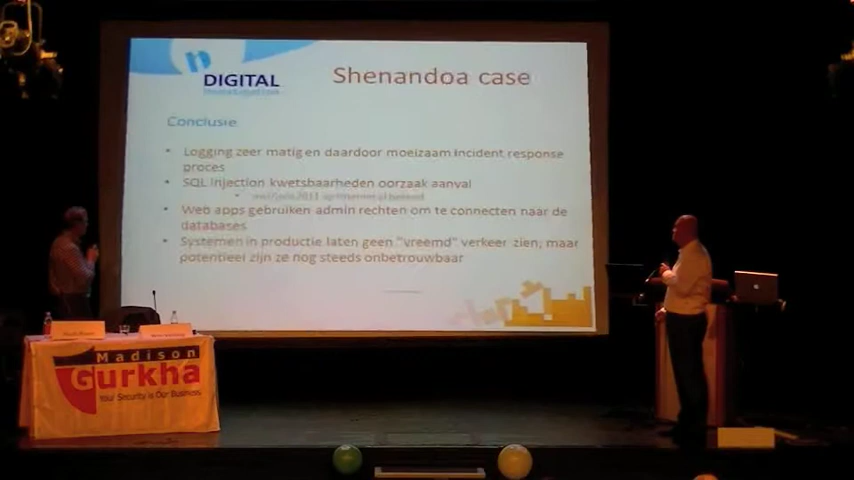 n
DIGITAL
Shenandoa case
Conclusie
• Logging zeer matig en daardoor moeizaam Incident response
proces
• SQL injection kwetsbaarheden oorzaak aanval
• Web apps gebruiken admin rechten om te connecten naar de
databases
• Systemen in productie laten geen "vreemd" verkeer zien; maar
potentieel zijn ze nog steeds onbetrouwbaar
Madison
Gurkha
Your Security is Our Business